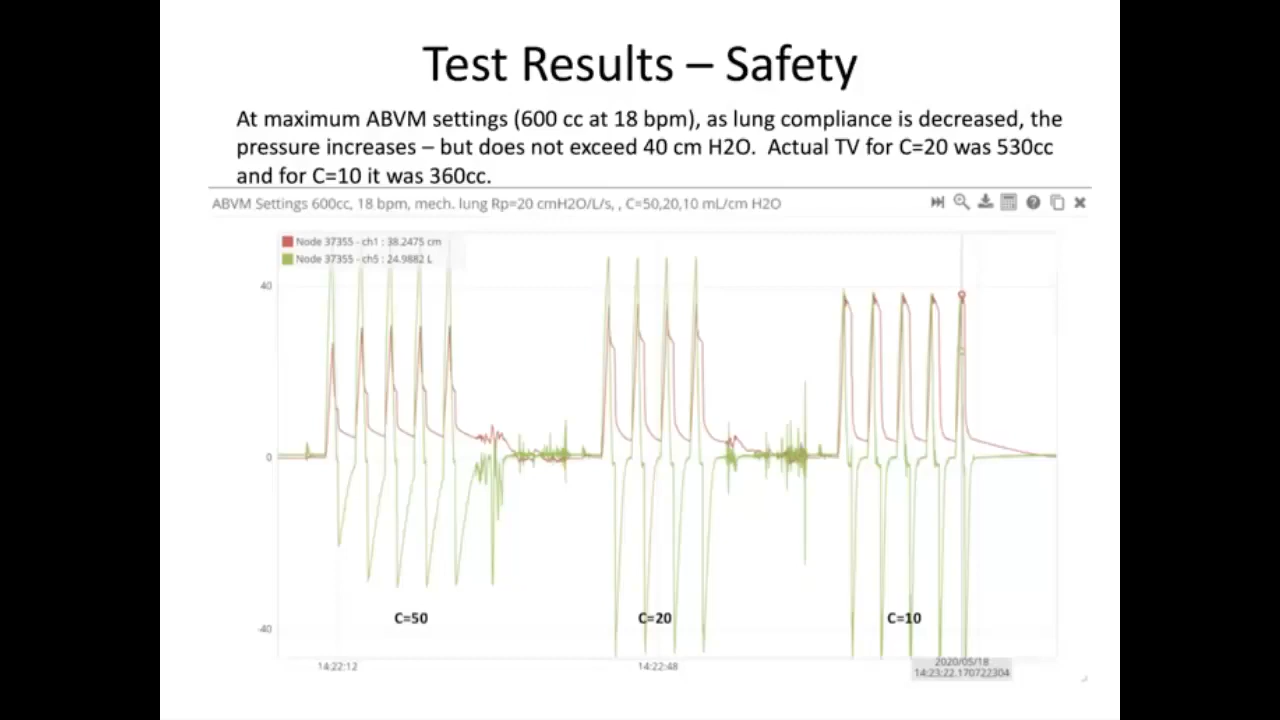 Test Results – Safety
At maximum ABVM settings (600 cc at 18 bpm), as lung compliance is decreased, the
pressure increases – but does not exceed 40 cm H2O.  Actual TV for C=20 was 530cc
and for C=10 it was 360cc.
ABVM Settings 600cc, 18 bpm, mech. lung Rp=20 cmH2O/L/s, , C=50,20,10 mL/cm H2O
Node 37355 - ch1 : 38.2475 cm
Node 37355 - ch5 : 24.9882 L
40
0
-40
C=50
C=20
C=10
14:22:12
14:22:48
2020/05/18
14:23:22.170722304